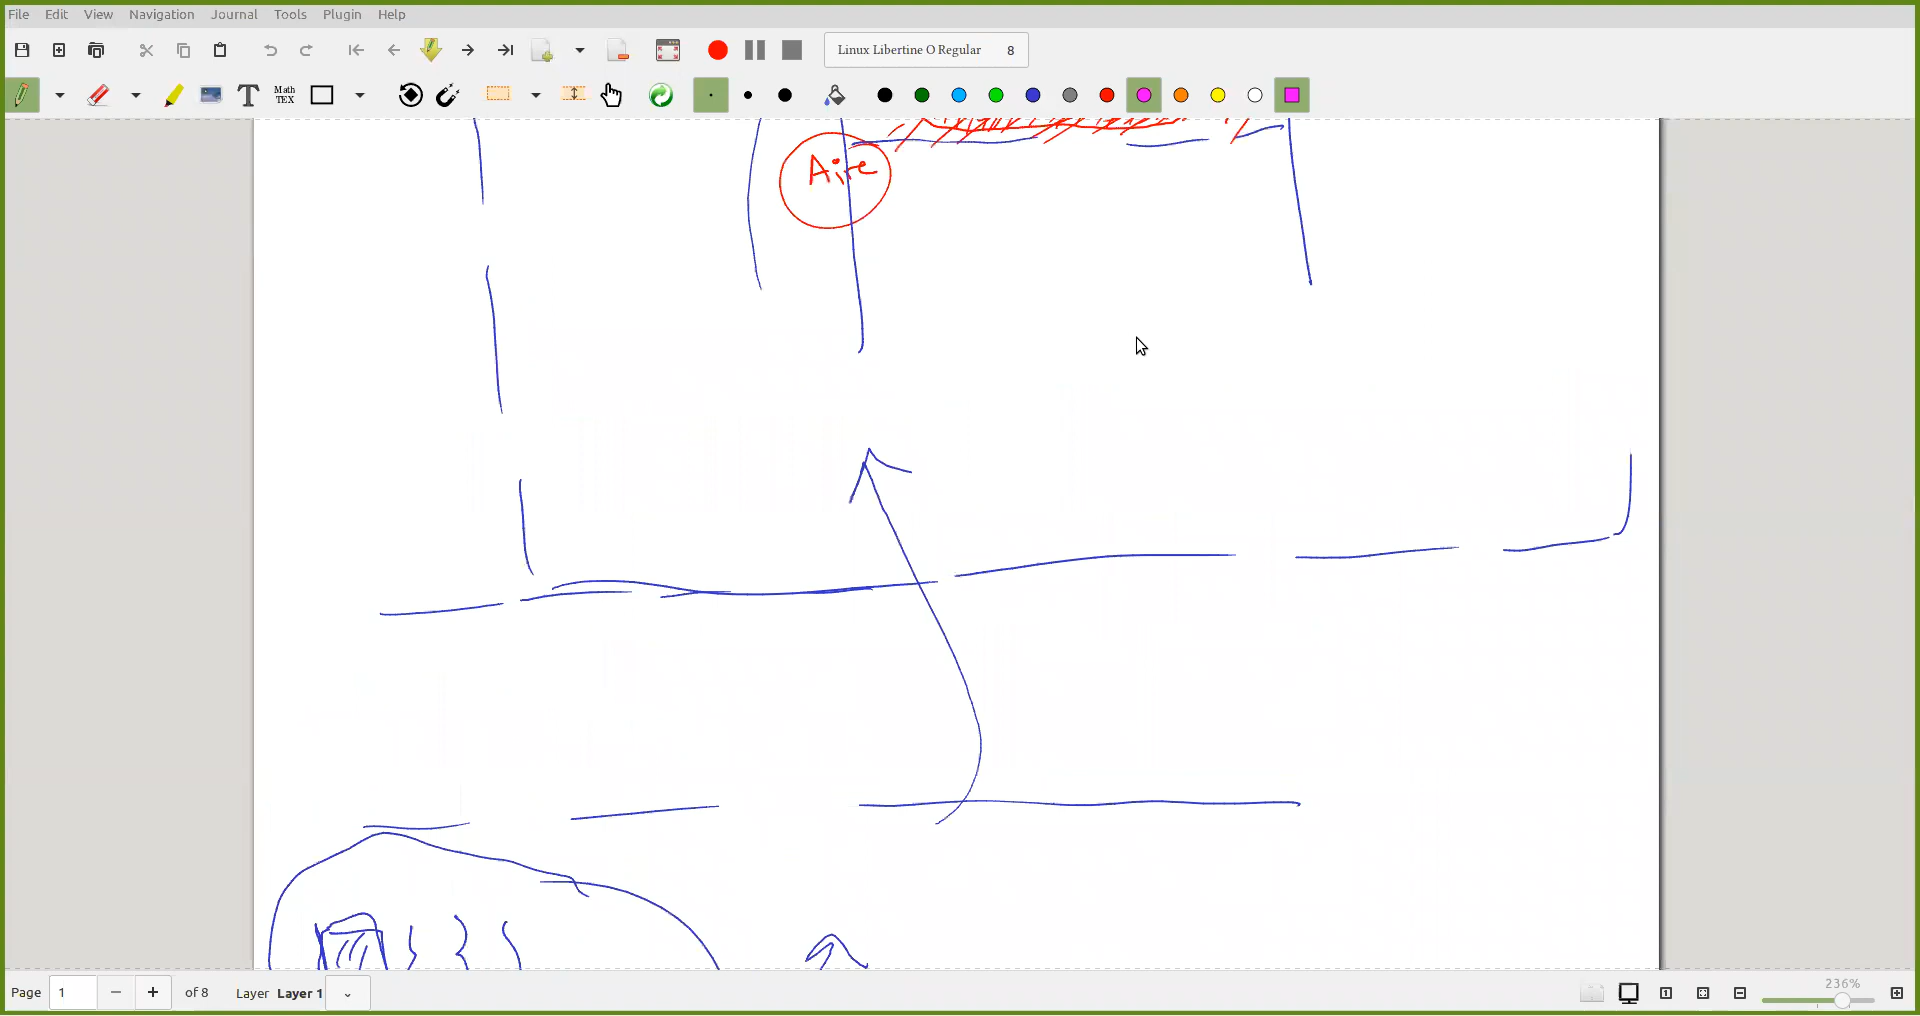 File Edit View Navigation Journal Tools Plugin Help
Linux Libertine O Regular 8
T Math TEX
Aire
Page 1 of 8 Layer Layer 1 236%